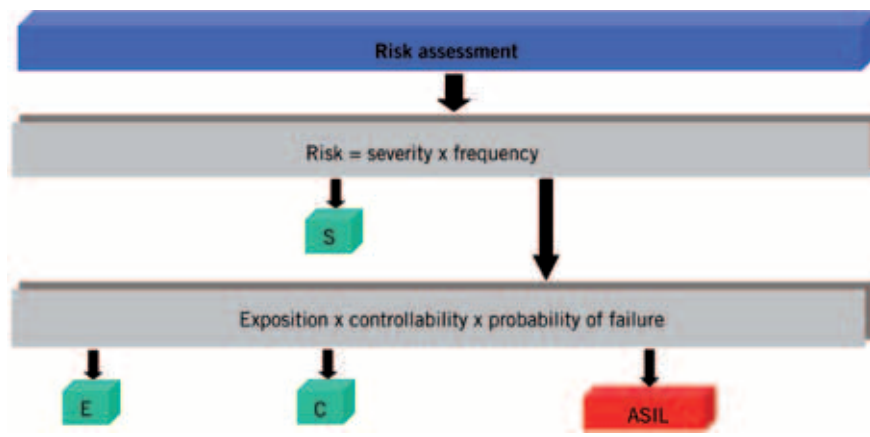 Risk assessment
Risk = severity x frequency
S
Exposition x controllability x probability of failure
E
C
ASIL